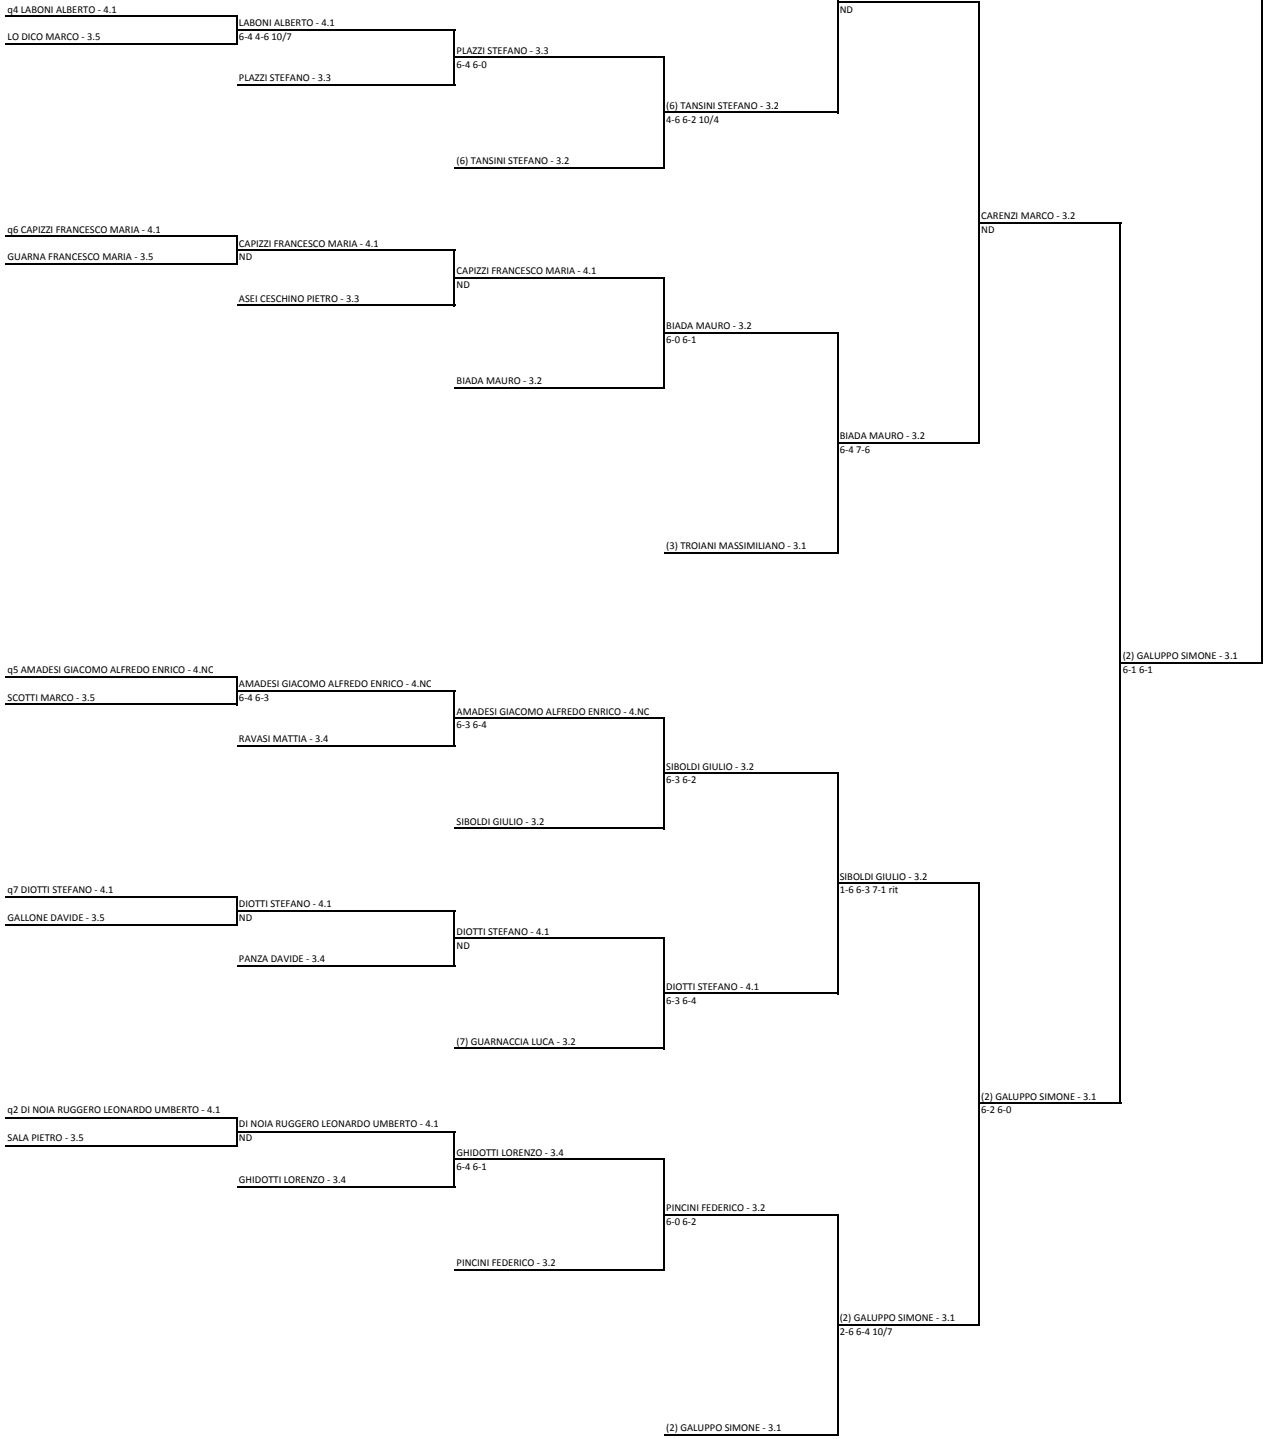 q4 LABONI ALBERTO - 4.1
LO DICO MARCO - 3.5
LABONI ALBERTO - 4.1
6-4 4-6 10/7
PLAZZI STEFANO - 3.3
PLAZZI STEFANO - 3.3
6-4 6-0
(6) TANSINI STEFANO - 3.2
(6) TANSINI STEFANO - 3.2
4-6 6-2 10/4
ND
q6 CAPIZZI FRANCESCO MARIA - 4.1
GUARNA FRANCESCO MARIA - 3.5
CAPIZZI FRANCESCO MARIA - 4.1
ND
ASEI CESCHINO PIETRO - 3.3
CAPIZZI FRANCESCO MARIA - 4.1
ND
BIADA MAURO - 3.2
BIADA MAURO - 3.2
6-0 6-1
BIADA MAURO - 3.2
6-4 7-6
(3) TROIANI MASSIMILIANO - 3.1
CARENZI MARCO - 3.2
ND
q5 AMADESI GIACOMO ALFREDO ENRICO - 4.NC
SCOTTI MARCO - 3.5
AMADESI GIACOMO ALFREDO ENRICO - 4.NC
6-4 6-3
RAVASI MATTIA - 3.4
AMADESI GIACOMO ALFREDO ENRICO - 4.NC
6-3 6-4
SIBOLDI GIULIO - 3.2
SIBOLDI GIULIO - 3.2
6-3 6-2
(2) GALUPPO SIMONE - 3.1
6-1 6-1
q7 DIOTTI STEFANO - 4.1
GALLONE DAVIDE - 3.5
DIOTTI STEFANO - 4.1
ND
PANZA DAVIDE - 3.4
DIOTTI STEFANO - 4.1
ND
(7) GUARNACCIA LUCA - 3.2
DIOTTI STEFANO - 4.1
6-3 6-4
SIBOLDI GIULIO - 3.2
1-6 6-3 7-1 rit
q2 DI NOIA RUGGERO LEONARDO UMBERTO - 4.1
SALA PIETRO - 3.5
DI NOIA RUGGERO LEONARDO UMBERTO - 4.1
ND
GHIDOTTI LORENZO - 3.4
GHIDOTTI LORENZO - 3.4
6-4 6-1
PINCINI FEDERICO - 3.2
PINCINI FEDERICO - 3.2
6-0 6-2
(2) GALUPPO SIMONE - 3.1
6-2 6-0
(2) GALUPPO SIMONE - 3.1
2-6 6-4 10/7
(2) GALUPPO SIMONE - 3.1